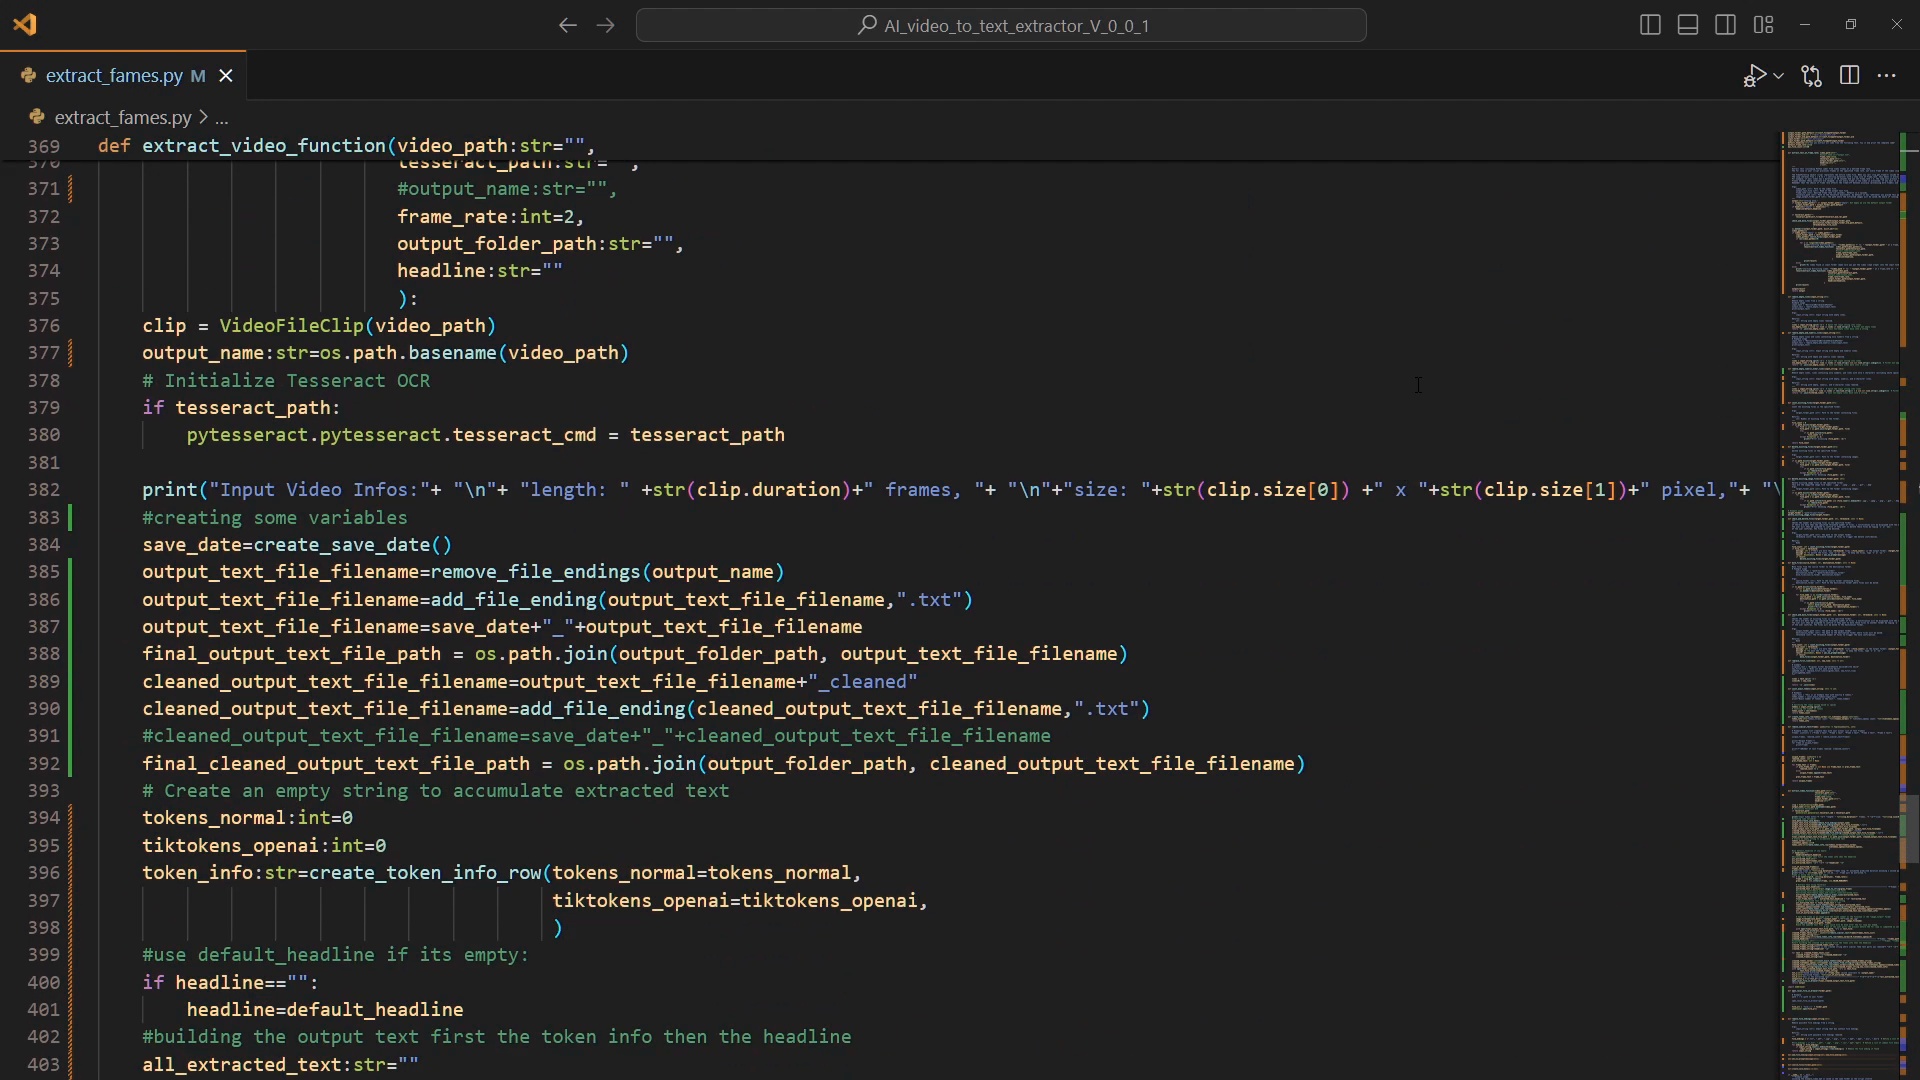 AI_video_to_text_extractor_V_0_0_1
extract_fames.py M
extract_fames.py > ...
369 def extract_video_function(video_path:str="",
370 tesseract_path:str="",
371 #output_name:str="",
372 frame_rate:int=2,
373 output_folder_path:str="",
374 headline:str=""
375 ):
376 clip = VideoFileClip(video_path)
377 output_name:str=os.path.basename(video_path)
378 # Initialize Tesseract OCR
379 if tesseract_path:
380 pytesseract.pytesseract.tesseract_cmd = tesseract_path
381
382 print("Input Video Infos:"+ "\n"+ "length: " +str(clip.duration)+" frames, "+ "\n"+"size: "+str(clip.size[0]) +" x "+str(clip.size[1])+" pixel,"+ "\
383 #creating some variables
384 save_date=create_save_date()
385 output_text_file_filename=remove_file_endings(output_name)
386 output_text_file_filename=add_file_ending(output_text_file_filename,".txt")
387 output_text_file_filename=save_date+"_"+output_text_file_filename
388 final_output_text_file_path = os.path.join(output_folder_path, output_text_file_filename)
389 cleaned_output_text_file_filename=output_text_file_filename+"_cleaned"
390 cleaned_output_text_file_filename=add_file_ending(cleaned_output_text_file_filename,".txt")
391 #cleaned_output_text_file_filename=save_date+"_"+cleaned_output_text_file_filename
392 final_cleaned_output_text_file_path = os.path.join(output_folder_path, cleaned_output_text_file_filename)
393 # Create an empty string to accumulate extracted text
394 tokens_normal:int=0
395 tiktokens_openai:int=0
396 token_info:str=create_token_info_row(tokens_normal=tokens_normal,
397 tiktokens_openai=tiktokens_openai,
398 )
399 #use default_headline if its empty:
400 if headline=="":
401 headline=default_headline
402 #building the output text first the token info then the headline
403 all_extracted_text:str=""